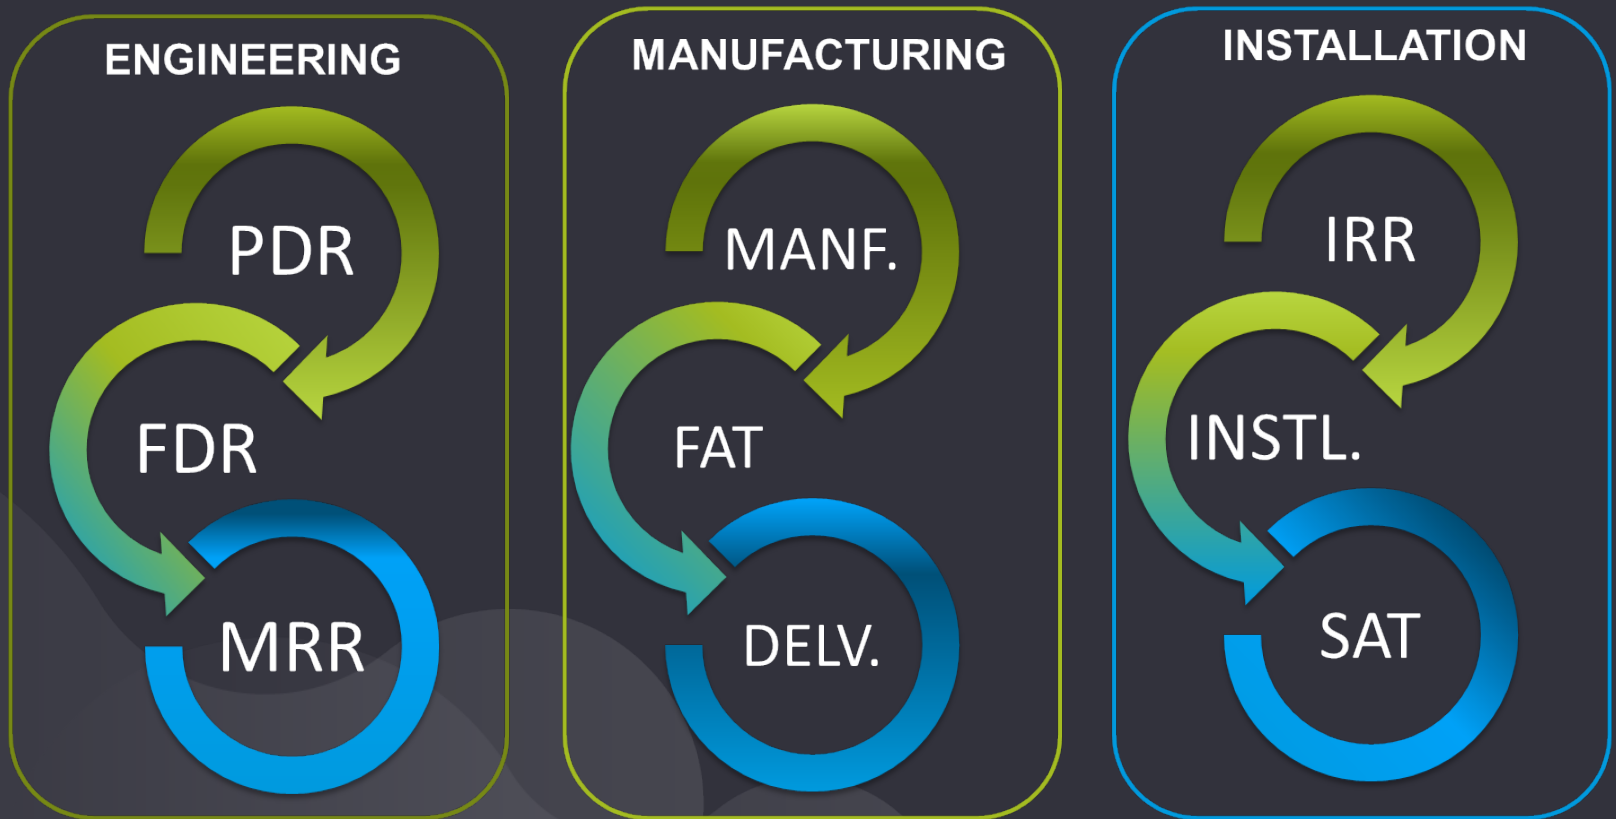 ENGINEERING
PDR
FDR
MRR
MANUFACTURING
MANF.
FAT
DELV.
INSTALLATION
IRR
INSTL.
SAT